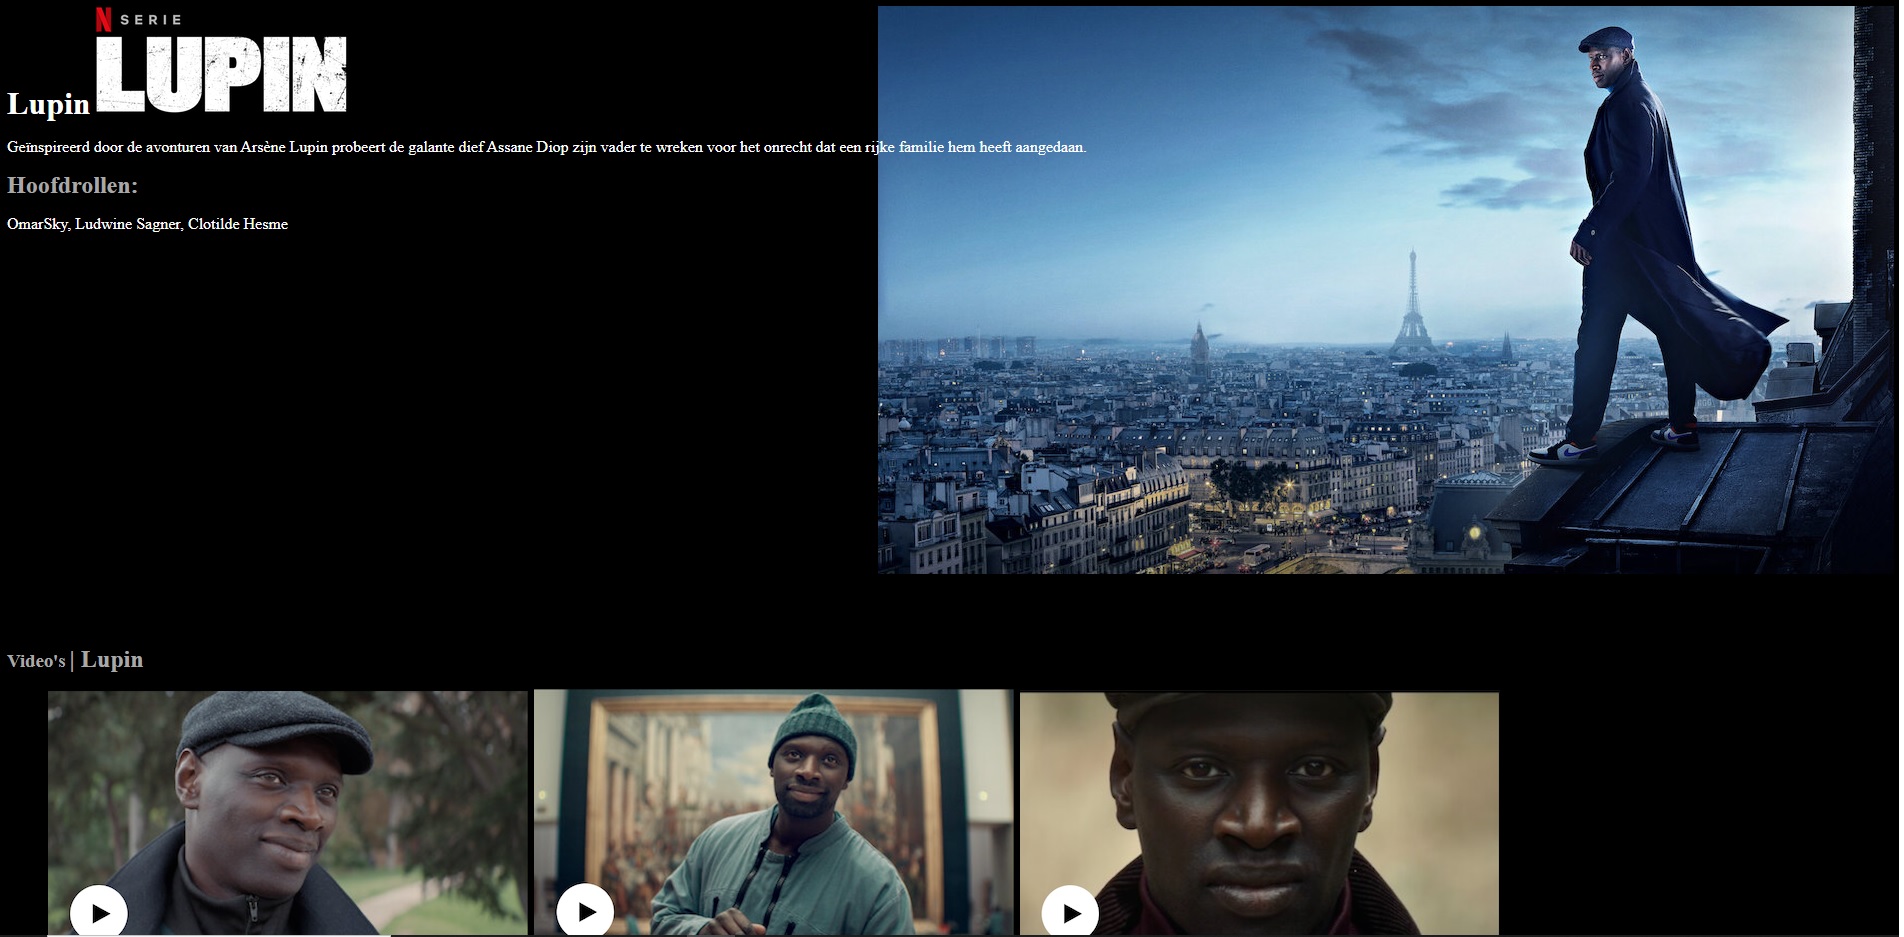 N SERIE
LUPIN
Lupin
Geïnspireerd door de avonturen van Arsène Lupin probeert de galante dief Assane Diop zijn vader te wreken voor het onrecht dat een rijke familie hem heeft aangedaan.
Hoofdrollen:
OmarSky, Ludwine Sagner, Clotilde Hesme
Video's | Lupin